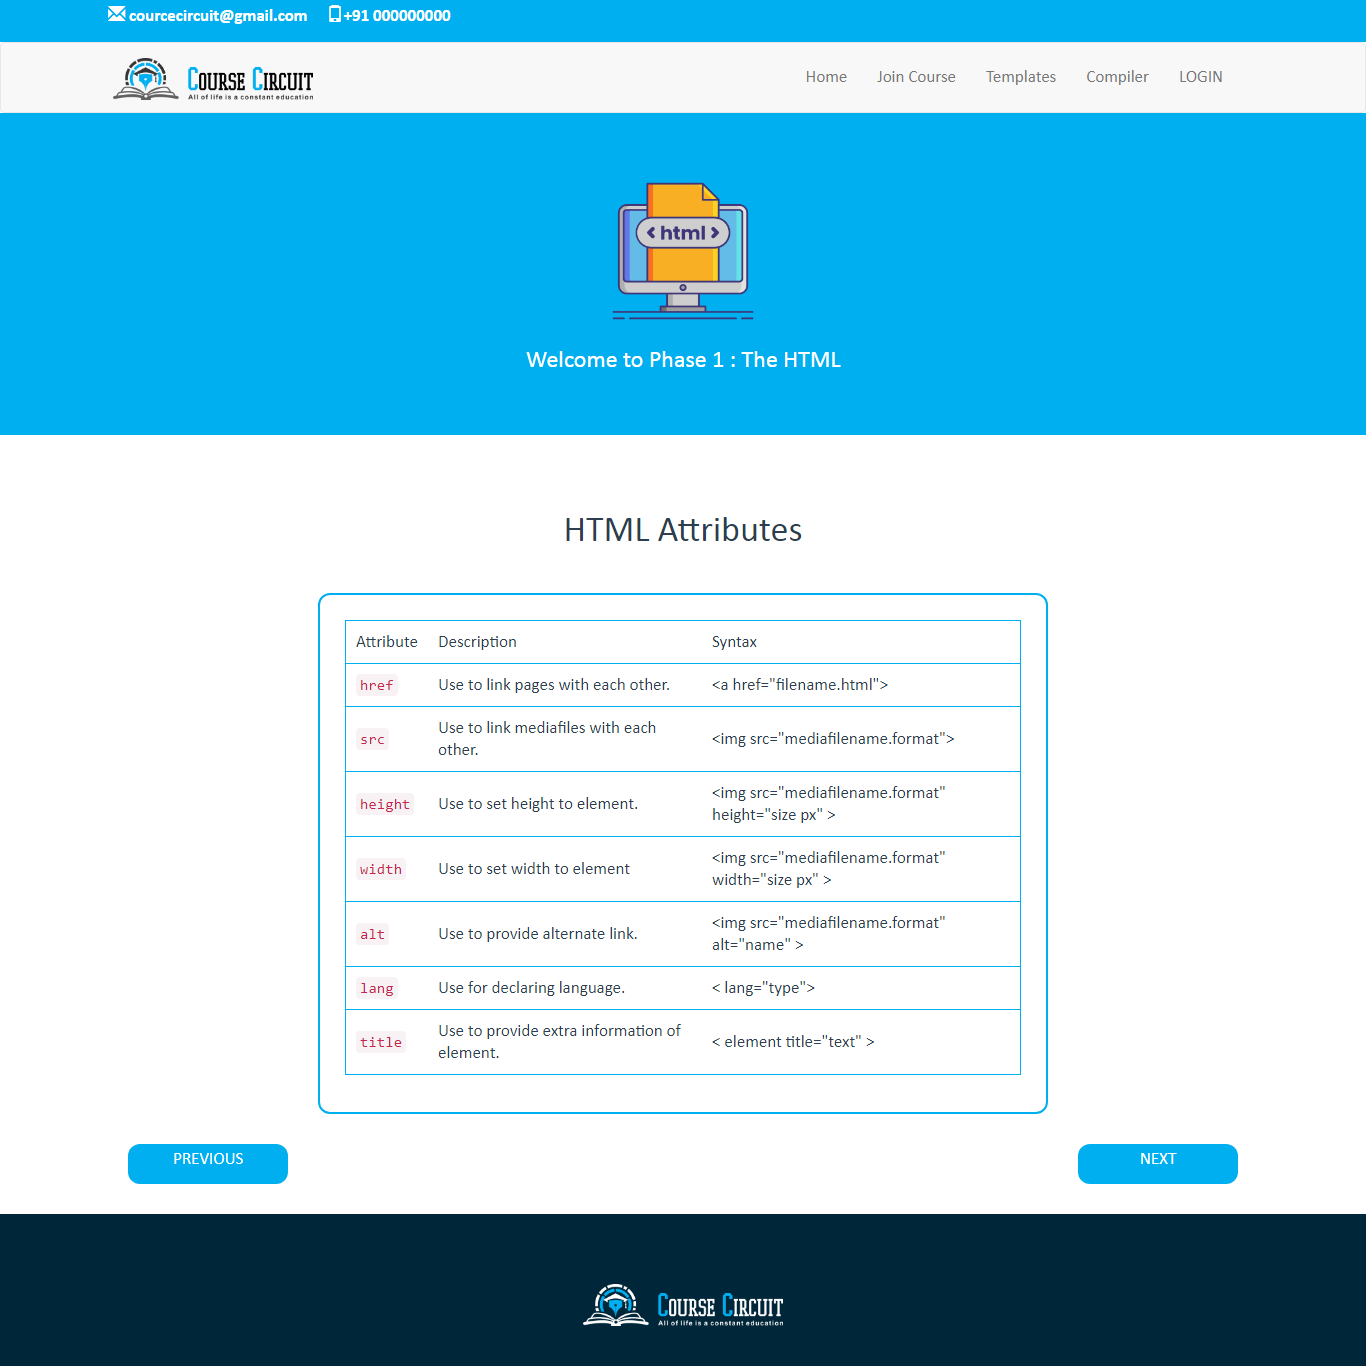 courcecircuit@gmail.com +91 000000000
COURSE CIRCUIT
All of life is a constant education
Home Join Course Templates Compiler LOGIN
< html >
Welcome to Phase 1 : The HTML
HTML Attributes
Attribute Description Syntax
href Use to link pages with each other. <a href="filename.html">
src Use to link mediafiles with each
other. <img src="mediafilename.format">
height Use to set height to element. <img src="mediafilename.format"
height="size px" >
width Use to set width to element <img src="mediafilename.format"
width="size px" >
alt Use to provide alternate link. <img src="mediafilename.format"
alt="name" >
lang Use for declaring language. < lang="type">
title Use to provide extra information of
element. < element title="text" >
PREVIOUS NEXT
COURSE CIRCUIT
All of life is a constant education